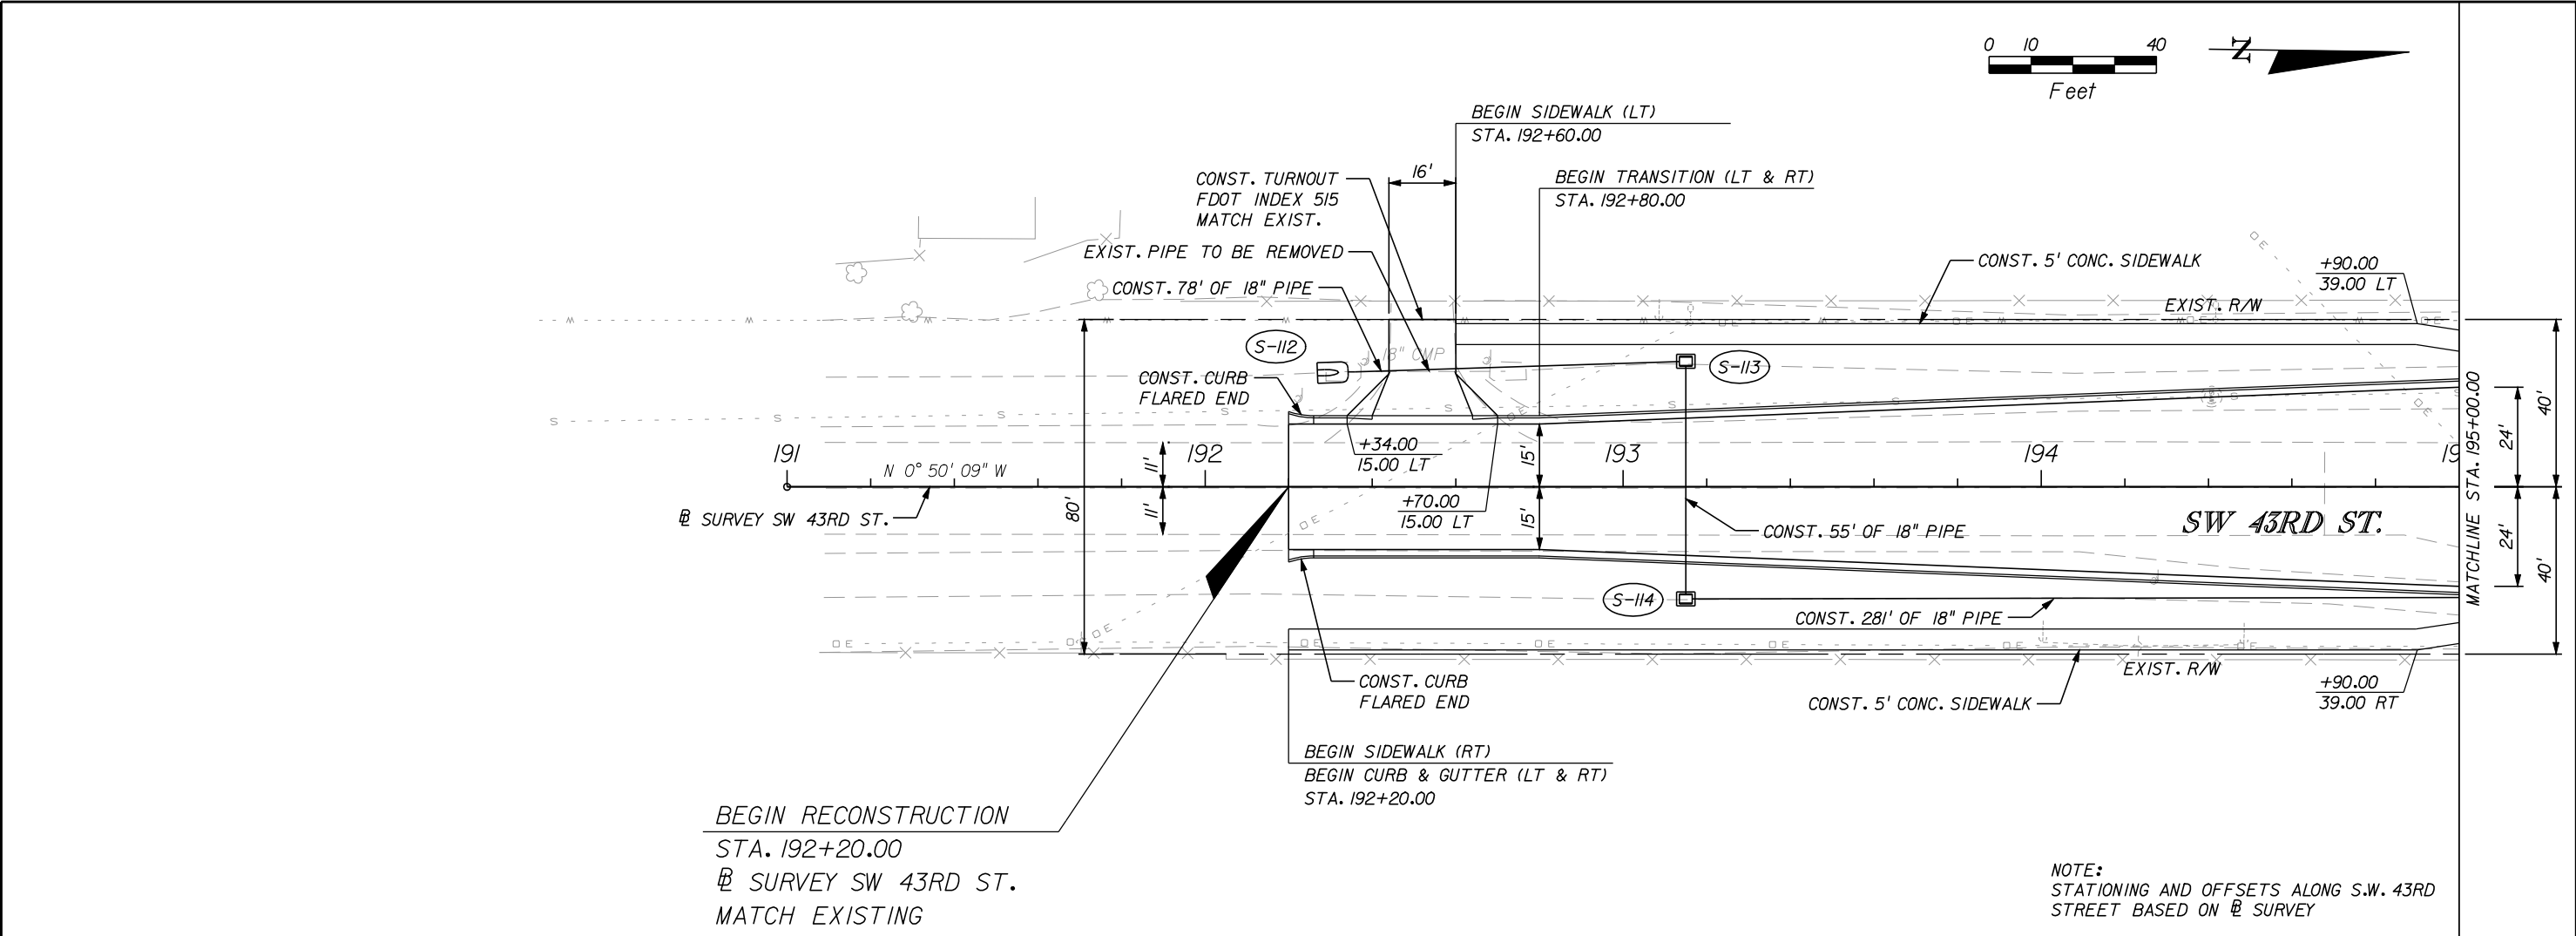 0 10 40
Feet
N
BEGIN SIDEWALK (LT)
STA. 192+60.00
16'
CONST. TURNOUT
FDOT INDEX 515
MATCH EXIST.
BEGIN TRANSITION (LT & RT)
STA. 192+80.00
EXIST. PIPE TO BE REMOVED
CONST. 78' OF 18" PIPE
CONST. 5' CONC. SIDEWALK
+90.00
39.00 LT
EXIST. R/W
S-112
18" CMP
S-113
CONST. CURB
FLARED END
+34.00
15.00 LT
191
192
193
194
19
N 0° 50' 09" W
11'
11'
15'
15'
80'
+70.00
15.00 LT
BL SURVEY SW 43RD ST.
CONST. 55' OF 18" PIPE
SW 43RD ST.
MATCHLINE STA. 195+00.00
24'
24'
40'
40'
S-114
CONST. 281' OF 18" PIPE
CONST. CURB
FLARED END
EXIST. R/W
CONST. 5' CONC. SIDEWALK
+90.00
39.00 RT
BEGIN SIDEWALK (RT)
BEGIN CURB & GUTTER (LT & RT)
STA. 192+20.00
BEGIN RECONSTRUCTION
STA. 192+20.00
BL SURVEY SW 43RD ST.
MATCH EXISTING
NOTE:
STATIONING AND OFFSETS ALONG S.W. 43RD
STREET BASED ON BL SURVEY